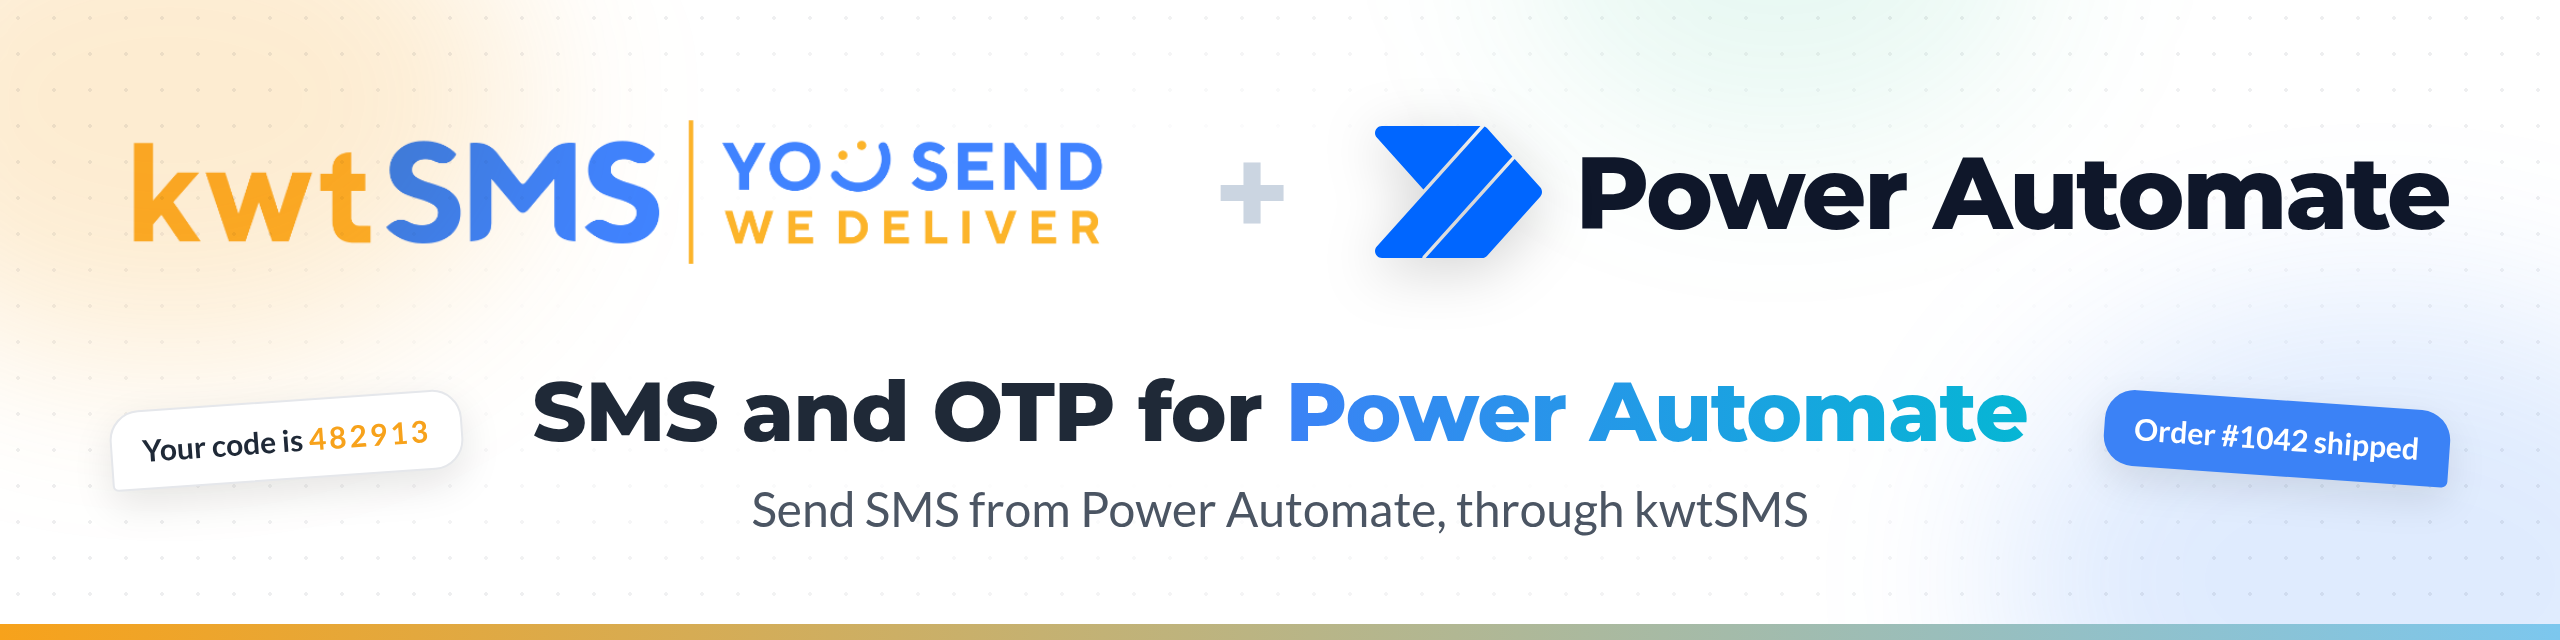 kwtSMS
YOU SEND
WE DELIVER
+
Power Automate
SMS and OTP for Power Automate
Your code is 482913
Order #1042 shipped
Send SMS from Power Automate, through kwtSMS